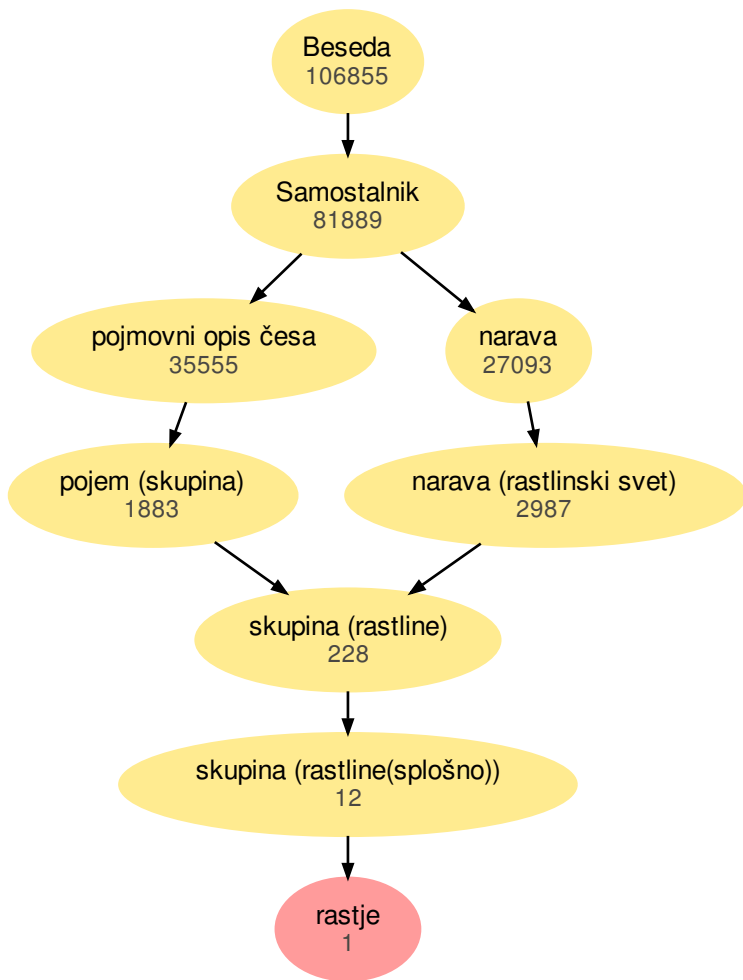 Beseda
106855
Samostalnik
81889
pojmovni opis česa
35555
narava
27093
pojem (skupina)
1883
narava (rastlinski svet)
2987
skupina (rastline)
228
skupina (rastline(splošno))
12
rastje
1